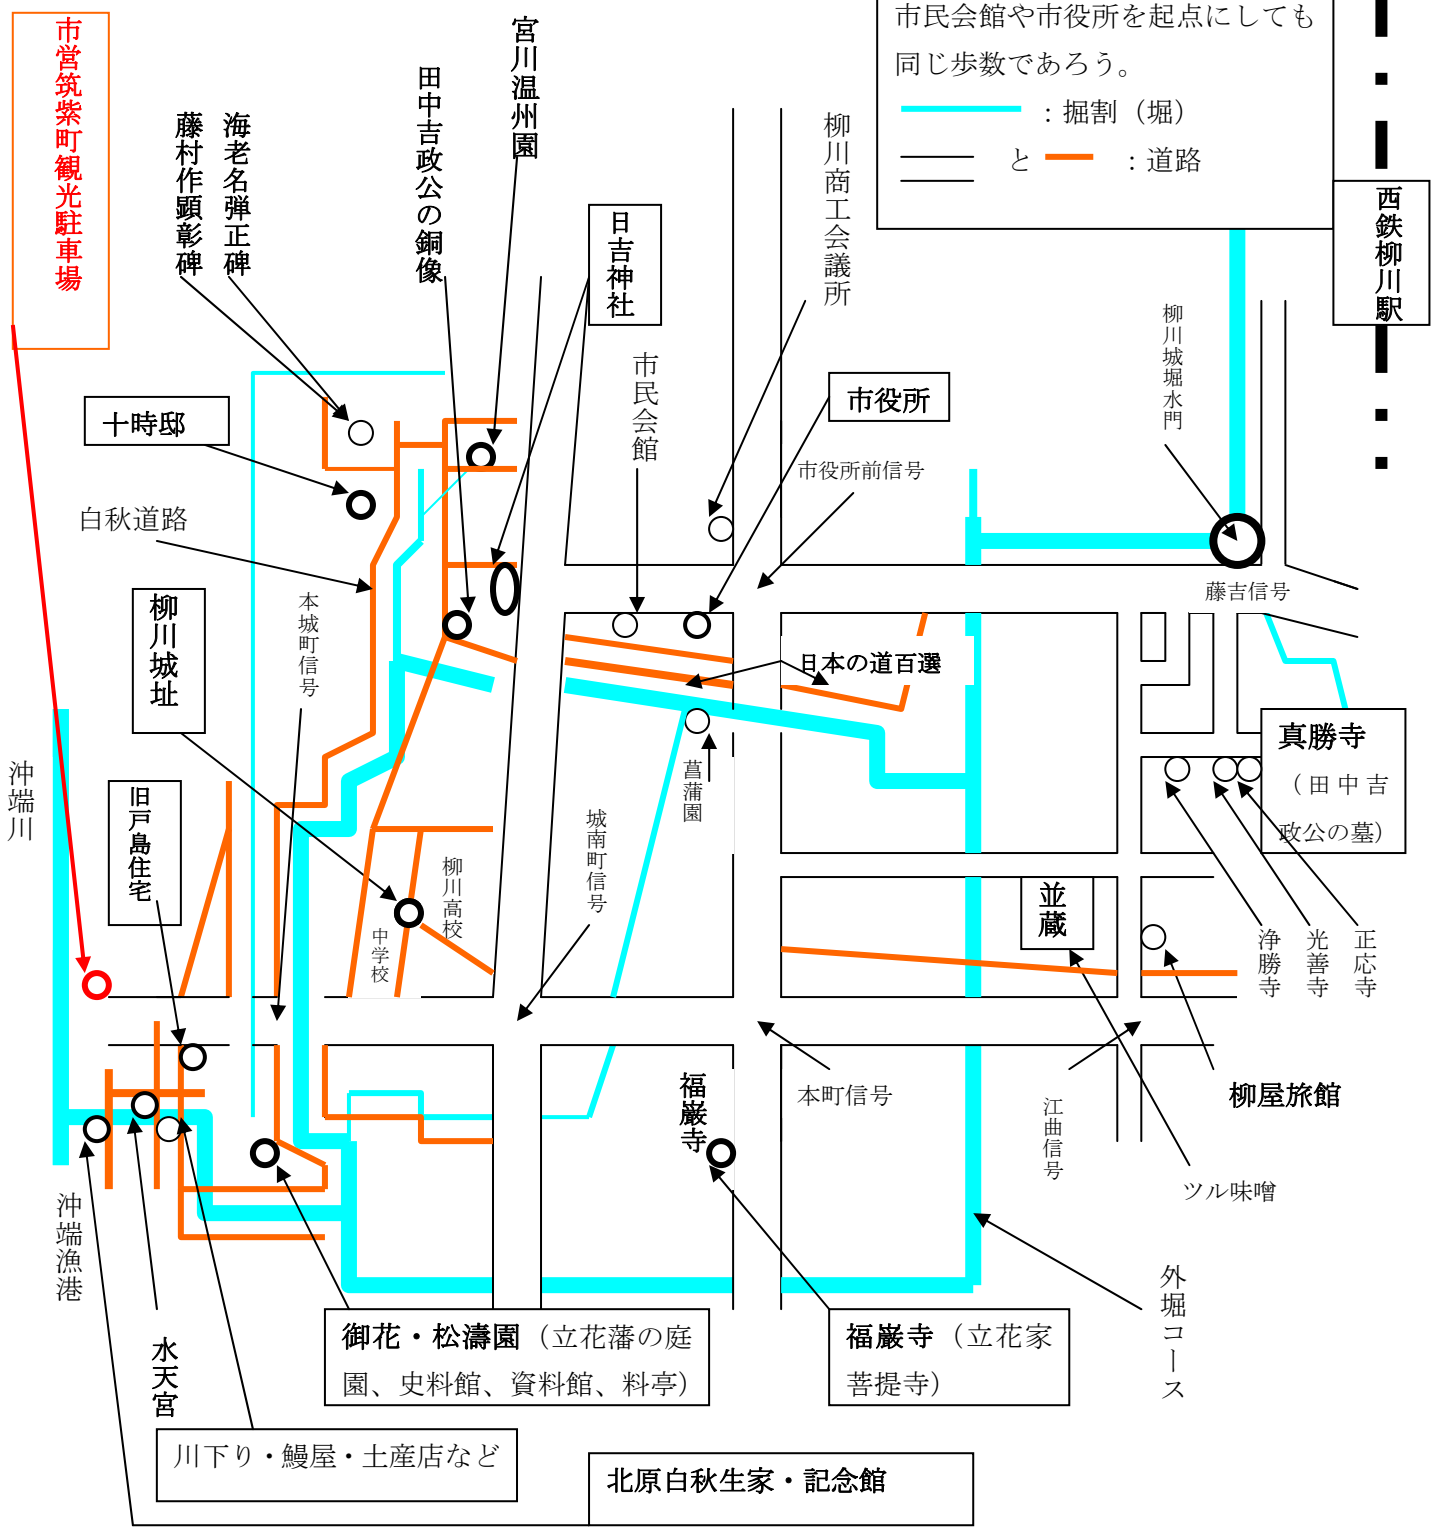 市民会館や市役所を起点にしても
同じ歩数であろう。
：掘割（堀）
と　：道路
市営筑紫町観光駐車場
宮川温州園
田中吉政公の銅像
海老名弾正碑
藤村作顕彰碑
日吉神社
柳川商工会議所
西鉄柳川駅
柳川城堀水門
市民会館
市役所
十時邸
市役所前信号
白秋道路
柳川城址
本城町信号
藤吉信号
日本の道百選
真勝寺
（田中吉
政公の墓）
沖端川
旧戸島住宅
菖蒲園
城南町信号
柳川高校
中学校
並蔵
浄勝寺
光善寺
正応寺
福厳寺
本町信号
江曲信号
柳屋旅館
ツル味噌
沖端漁港
外堀コース
水天宮
御花・松濤園（立花藩の庭
園、史料館、資料館、料亭）
福厳寺（立花家
菩提寺）
川下り・鰻屋・土産店など
北原白秋生家・記念館